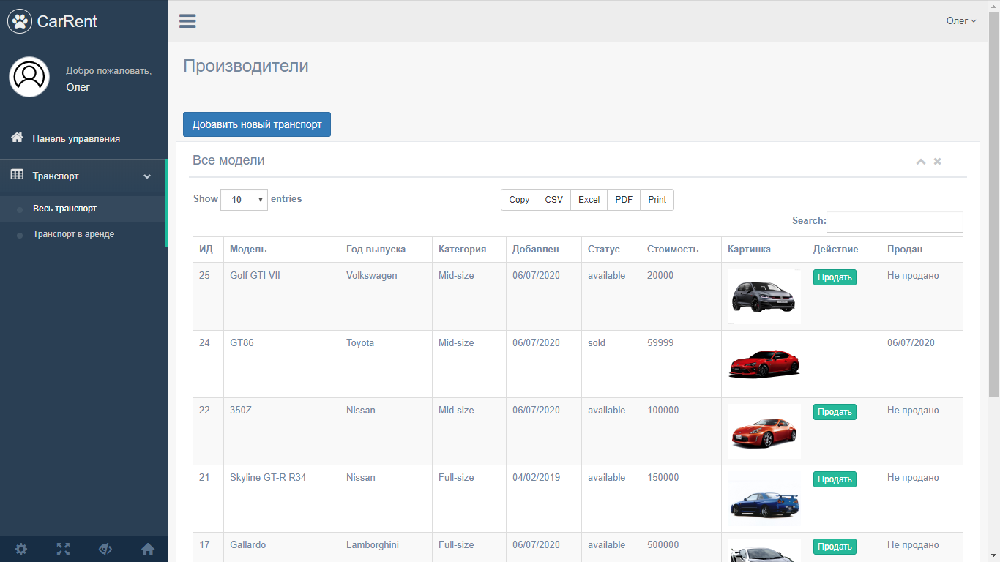 CarRent
Олег
Добро пожаловать,
Олег
Панель управления
Транспорт
Весь транспорт
Транспорт в аренде
Производители
Добавить новый транспорт
Все модели
Show 10 entries
Copy CSV Excel PDF Print
Search:
ИД Модель Год выпуска Категория Добавлен Статус Стоимость Картинка Действие Продан
25 Golf GTI VII Volkswagen Mid-size 06/07/2020 available 20000 Продать Не продано
24 GT86 Toyota Mid-size 06/07/2020 sold 59999 06/07/2020
22 350Z Nissan Mid-size 06/07/2020 available 100000 Продать Не продано
21 Skyline GT-R R34 Nissan Full-size 04/02/2019 available 150000 Продать Не продано
17 Gallardo Lamborghini Full-size 06/07/2020 available 500000 Продать Не продано